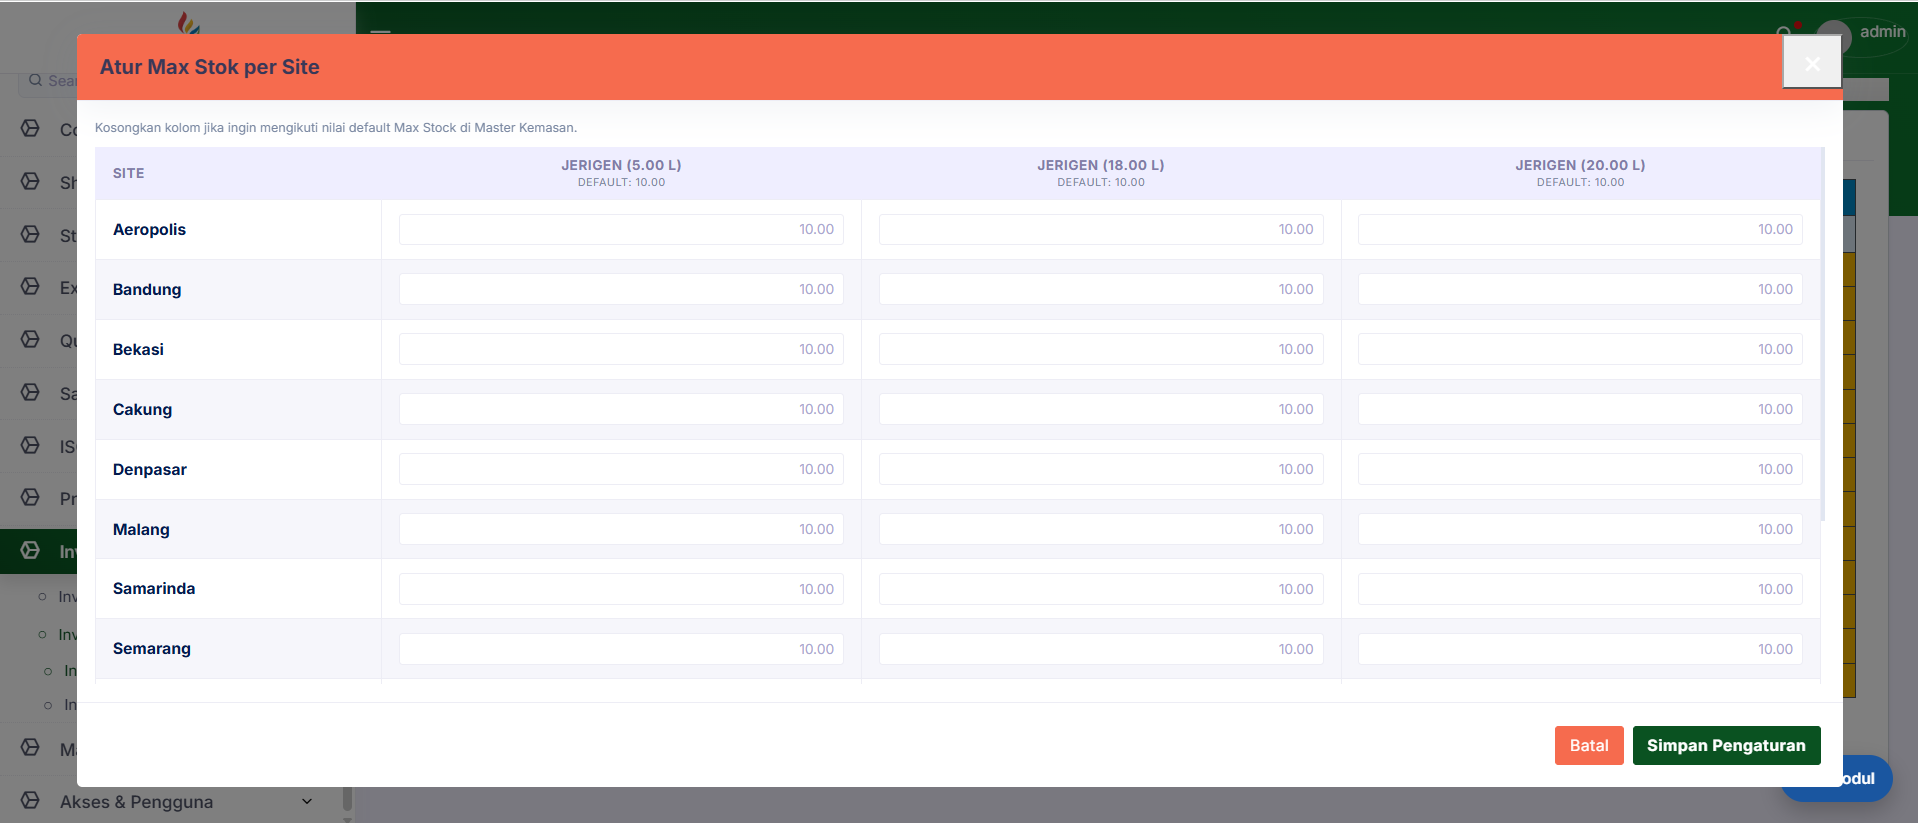 admin
Atur Max Stok per Site
Sear
Kosongkan kolom jika ingin mengikuti nilai default Max Stock di Master Kemasan.
SITE JERIGEN (5.00 L) JERIGEN (18.00 L) JERIGEN (20.00 L)
DEFAULT: 10.00 DEFAULT: 10.00 DEFAULT: 10.00
Aeropolis 10.00 10.00 10.00
Bandung 10.00 10.00 10.00
Bekasi 10.00 10.00 10.00
Cakung 10.00 10.00 10.00
Denpasar 10.00 10.00 10.00
Malang 10.00 10.00 10.00
Samarinda 10.00 10.00 10.00
Semarang 10.00 10.00 10.00
Batal Simpan Pengaturan
odul
Akses & Pengguna